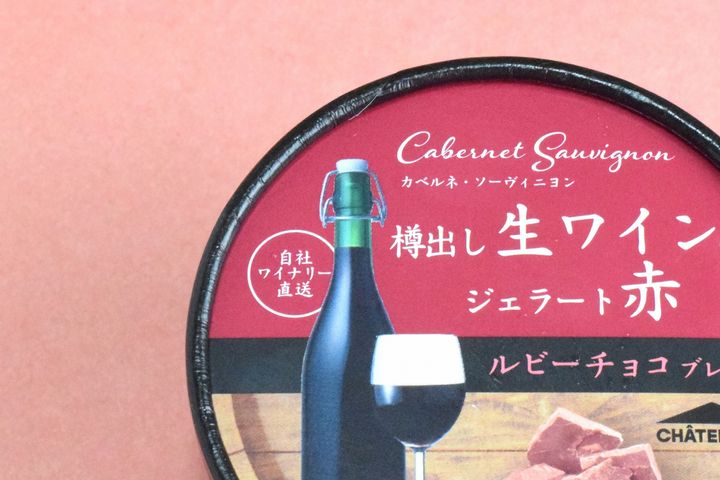 Cabernet Sauvignon
カベルネ・ソーヴィニヨン
樽出し生ワイン
ジェラート赤
自社
ワイナリー
直送
ルビーチョコ ブレ
CHÂTE